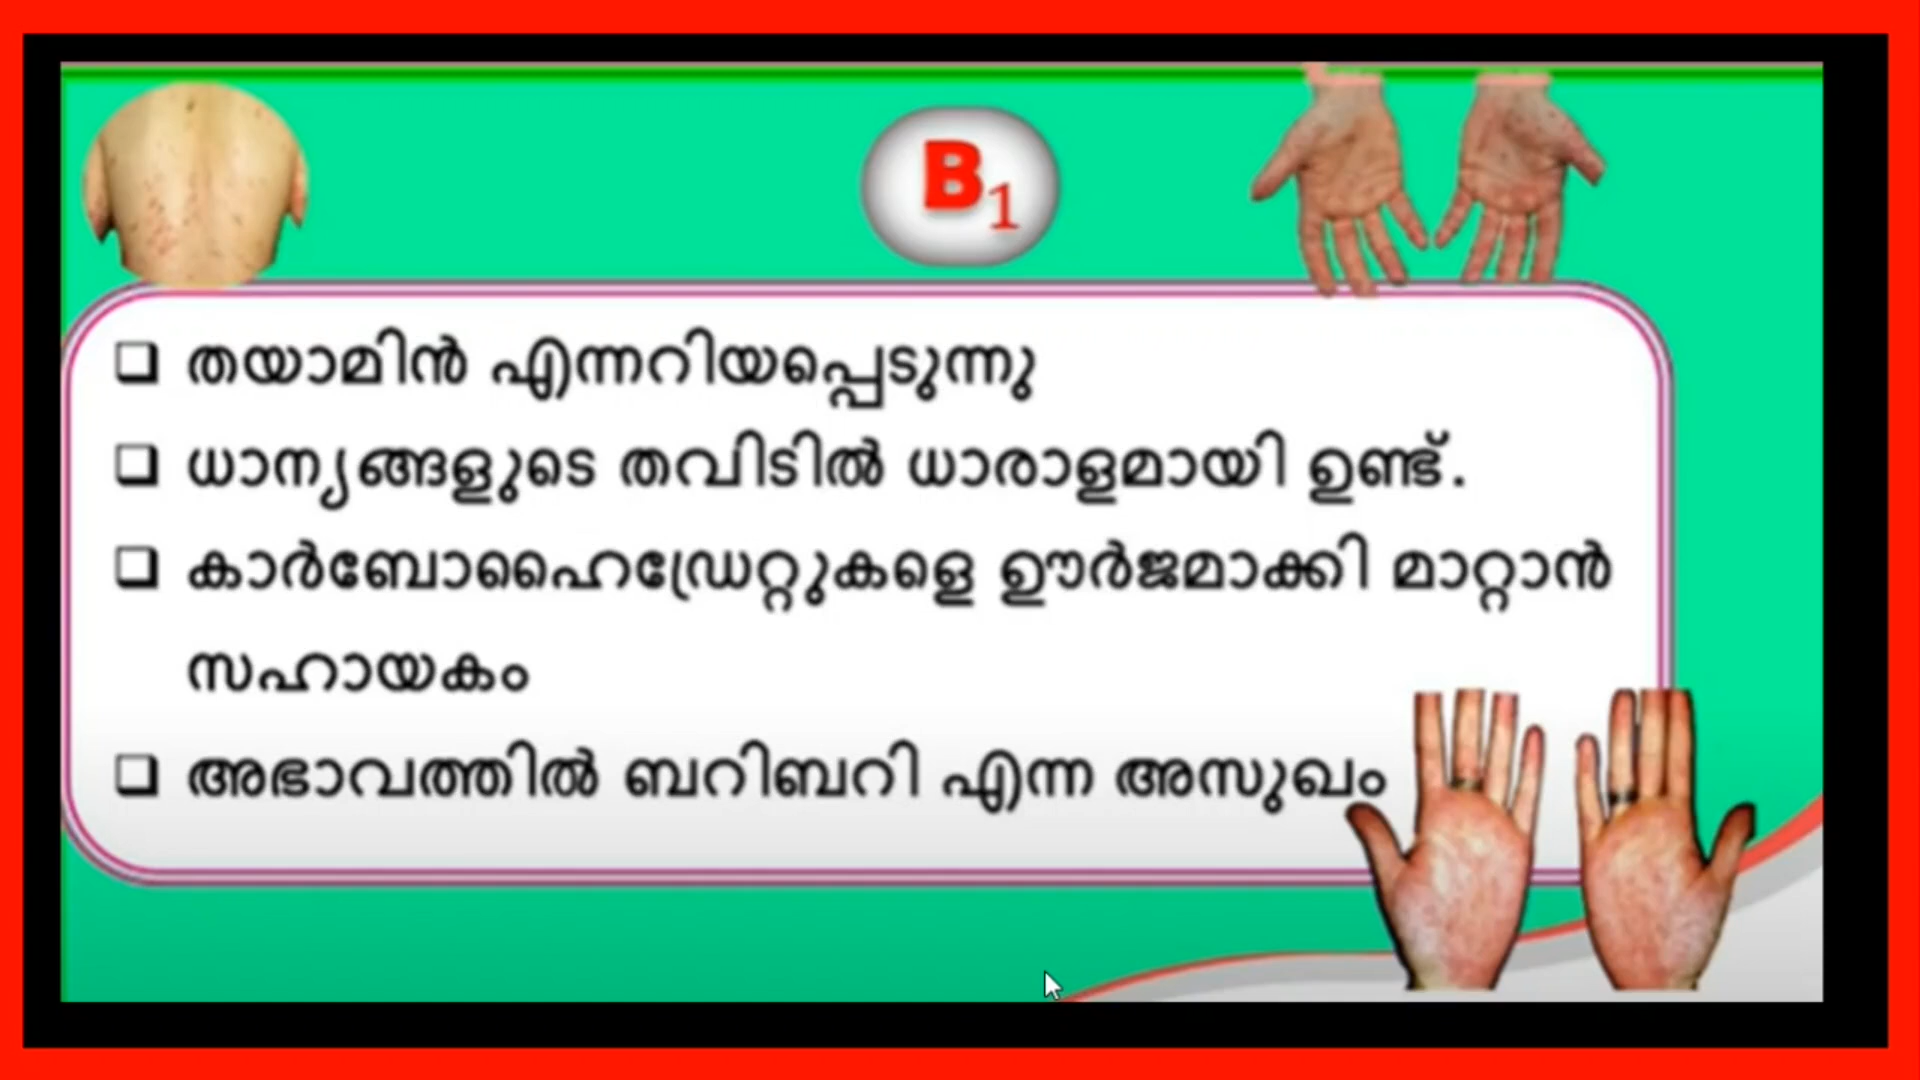 B1
❑ തയാമിൻ എന്നറിയപ്പെടുന്നു
❑ ധാന്യങ്ങളുടെ തവിടിൽ ധാരാളമായി ഉണ്ട്.
❑ കാർബോഹൈഡ്രേറ്റുകളെ ഊർജമാക്കി മാറ്റാൻ
സഹായകം
❑ അഭാവത്തിൽ ബറിബറി എന്ന അസുഖം